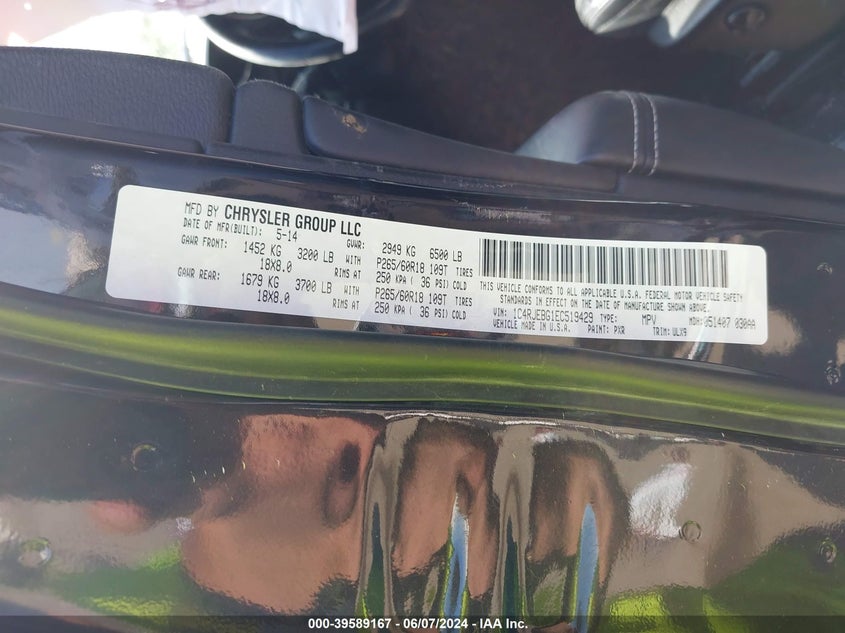 MFD BY CHRYSLER GROUP LLC
DATE OF MFR(BUILT): 5-14 GVWR: 2949 KG 6500 LB
GAWR FRONT: 1452 KG 3200 LB WITH P265/60R18 109T TIRES
18X8.0 RIMS AT 250 KPA ( 36 PSI) COLD
GAWR REAR: 1679 KG 3700 LB WITH P265/60R18 109T TIRES
18X8.0 RIMS AT 250 KPA ( 36 PSI) COLD
THIS VEHICLE CONFORMS TO ALL APPLICABLE U.S.A. FEDERAL MOTOR VEHICLE SAFETY
STANDARDS IN EFFECT ON THE DATE OF MANUFACTURE SHOWN ABOVE.
VIN: 1C4RJEBG1EC519429 TYPE: MPV MDH: 051407 030AA
VEHICLE MADE IN U.S.A. PAINT: PXR TRIM: ULX9
000-39589167 - 06/07/2024 - IAA Inc.